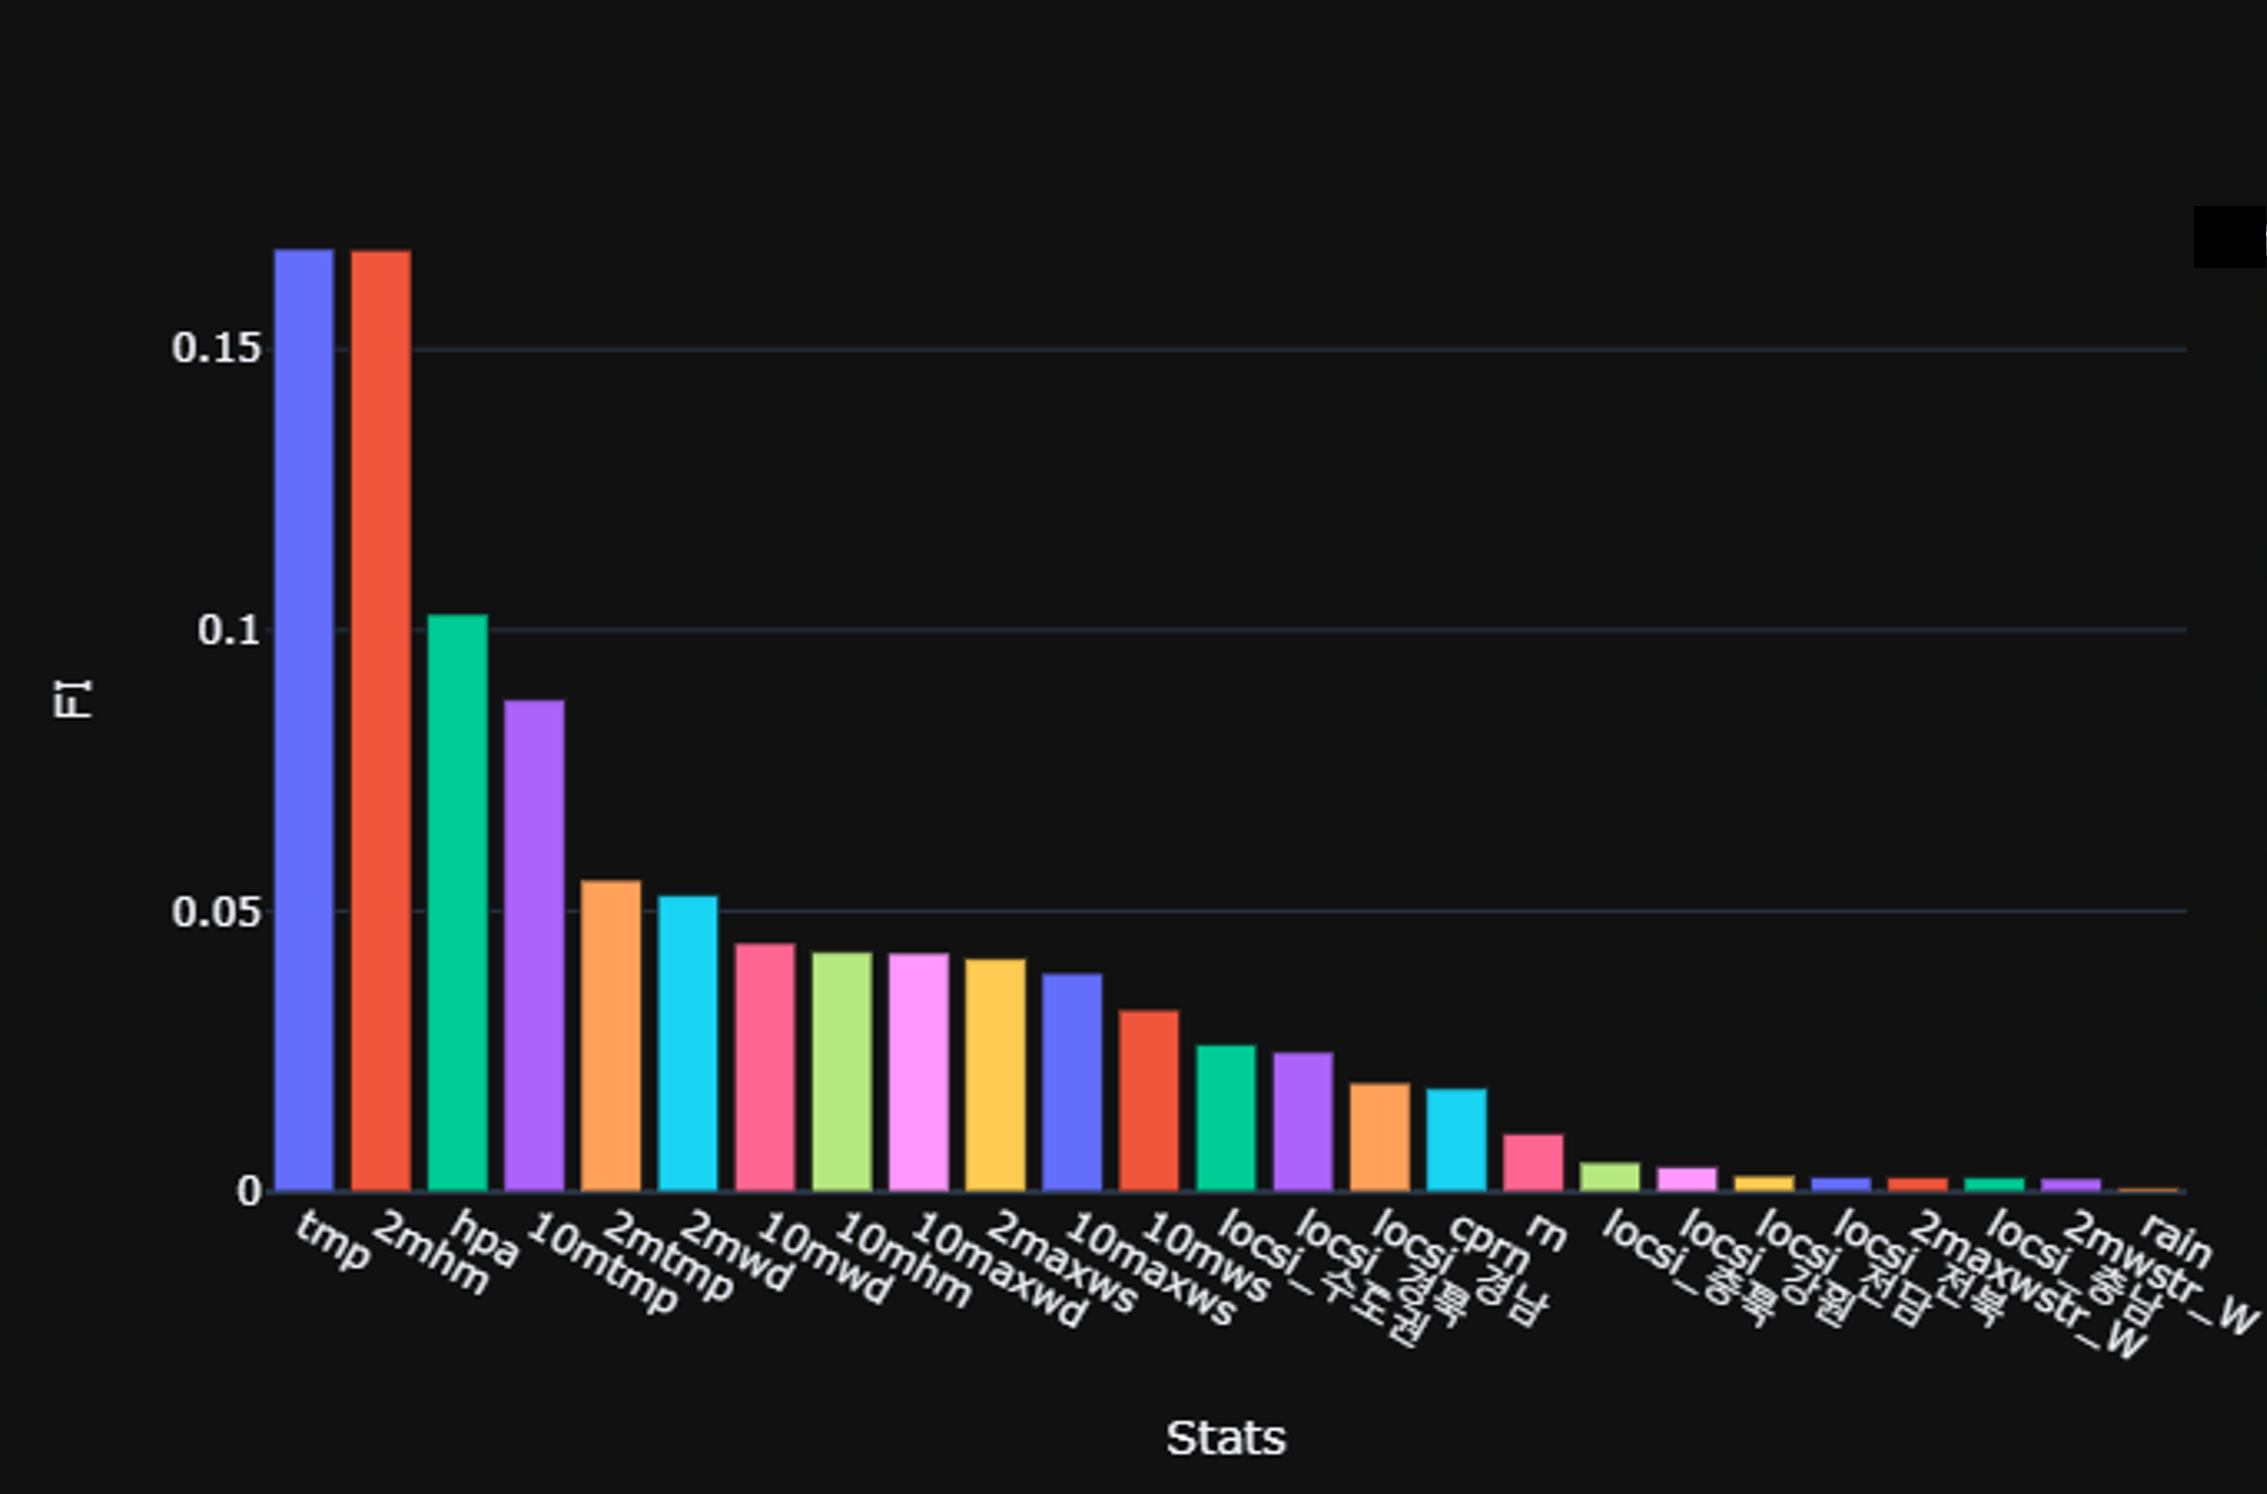 0.15
0.1
0.05
0
FI
tmp
2mhm
hpa
10mtmp
2mtmp
2mwd
10mwd
10mhm
10maxwd
2maxws
10maxws
10mws
locsi_수도권
locsi_경북
locsi_경남
cprn
rn
locsi_충북
locsi_강원
locsi_전남
locsi_전북
2maxwstr_W
locsi_충남
2mwstr_W
rain
Stats